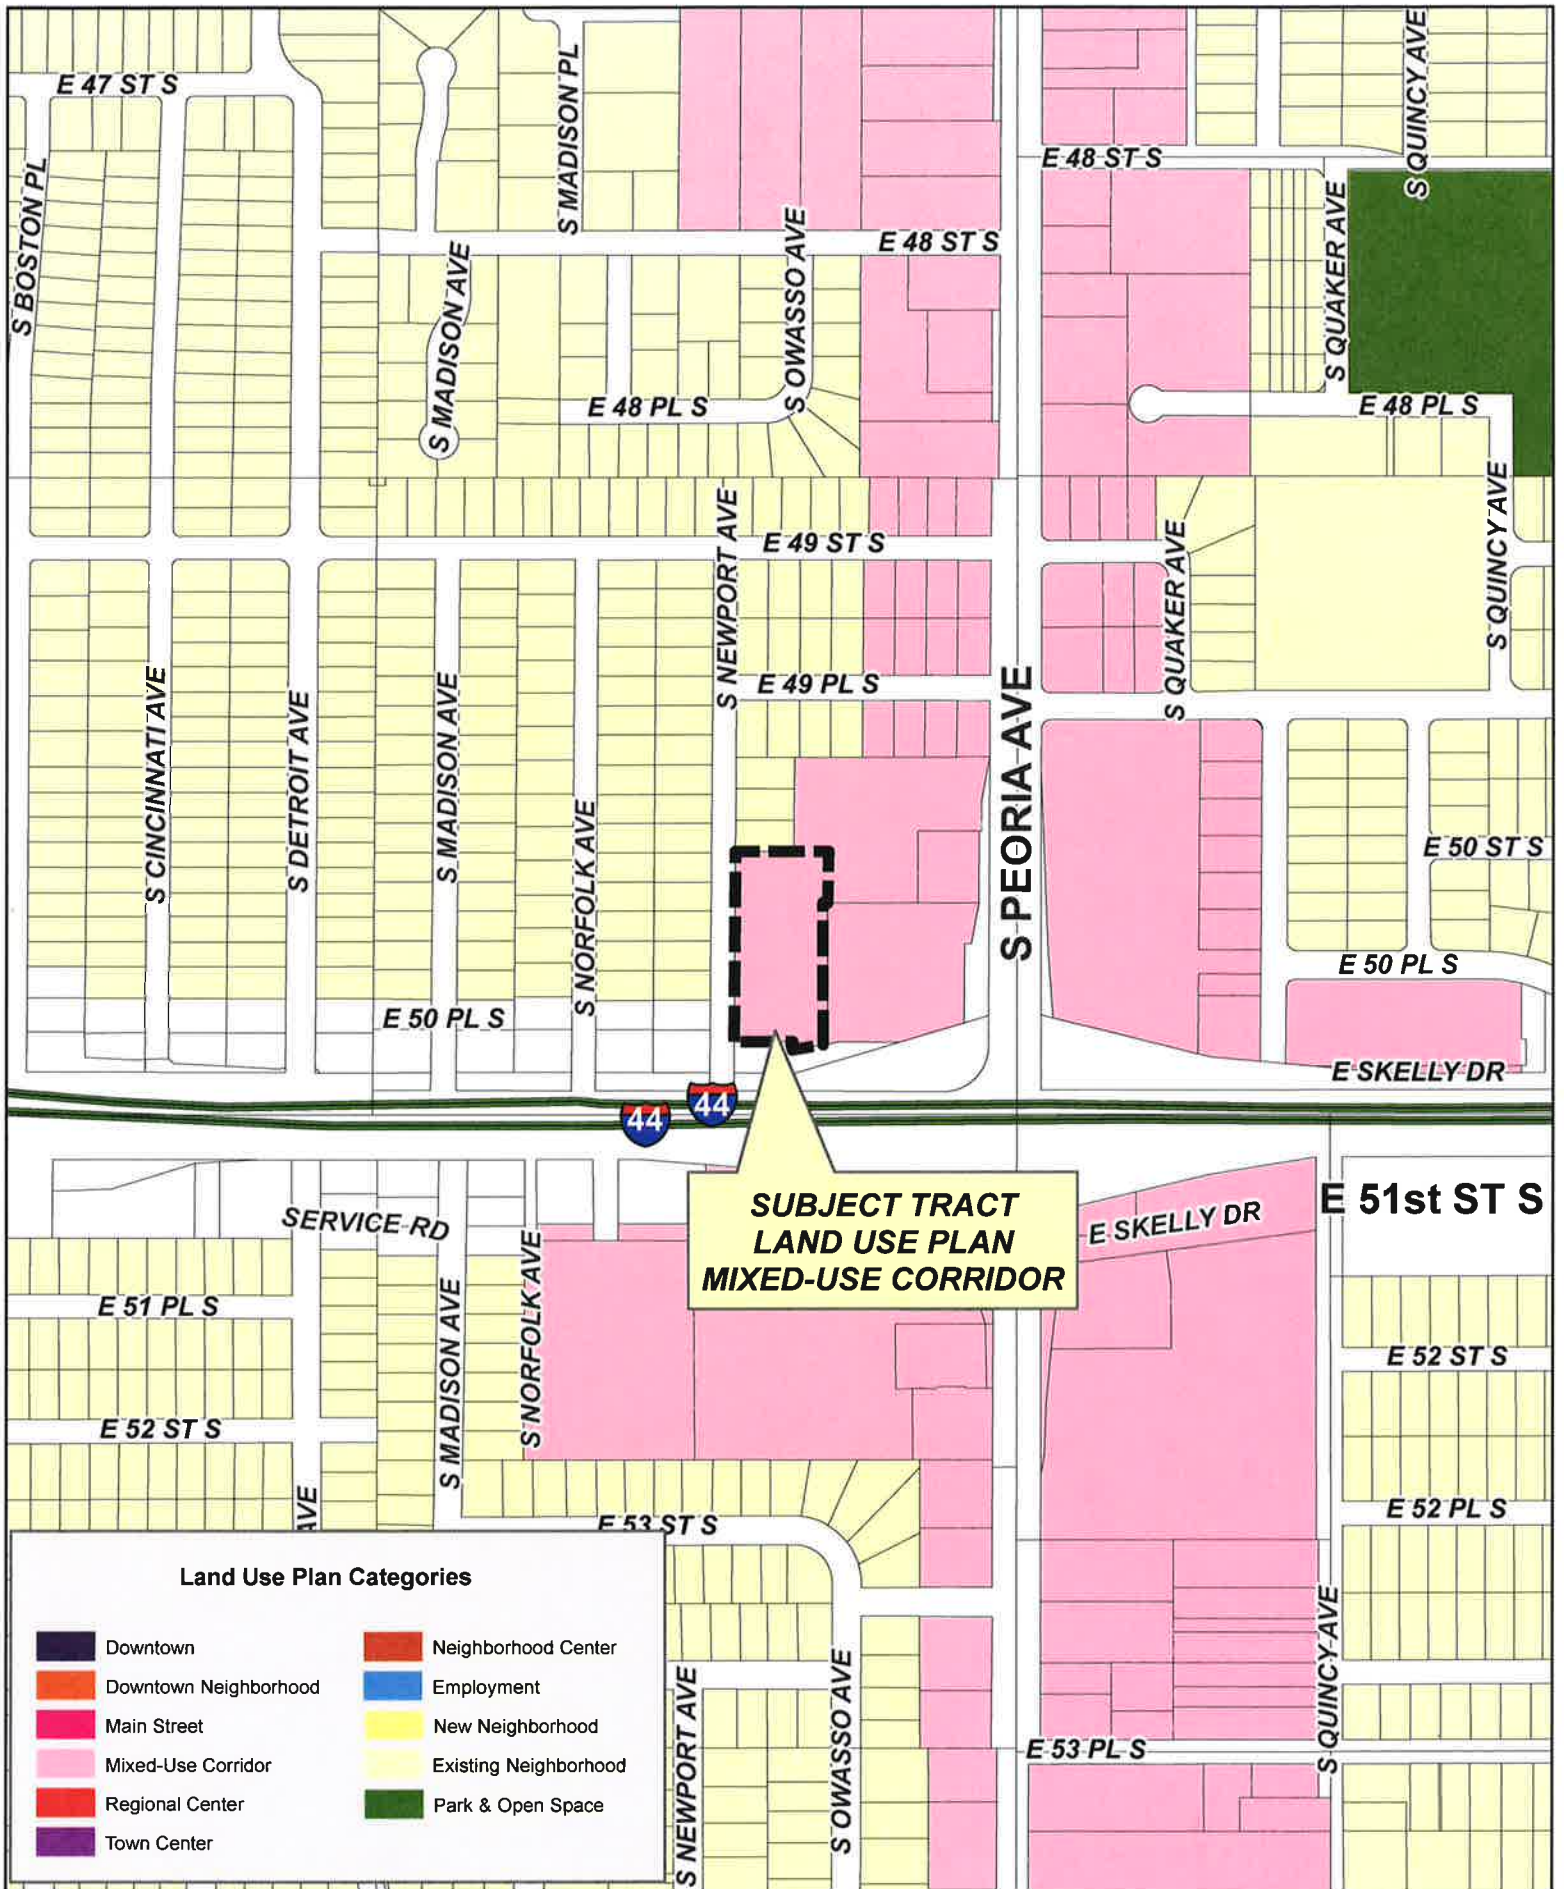 E 47 ST S
S BOSTON PL
S MADISON PL
S QUINCY AVE
E 48 ST S
E 48 ST S
S MADISON AVE
S OWASSO AVE
S QUAKER AVE
E 48 PL S
E 48 PL S
S NEWPORT AVE
E 49 ST S
S QUAKER AVE
S QUINCY AVE
E 49 PL S
S CINCINNATI AVE
S DETROIT AVE
S MADISON AVE
S NORFOLK AVE
S PEORIA AVE
E 50 ST S
E 50 PL S
E 50 PL S
E SKELLY DR
44
44
SUBJECT TRACT
LAND USE PLAN
MIXED-USE CORRIDOR
E SKELLY DR
E 51st ST S
SERVICE RD
E 51 PL S
S MADISON AVE
S NORFOLK AVE
E 52 ST S
E 52 ST S
AVE
E 53 ST S
E 52 PL S
S NEWPORT AVE
S OWASSO AVE
S QUINCY AVE
E 53 PL S
Land Use Plan Categories
Downtown
Downtown Neighborhood
Main Street
Mixed-Use Corridor
Regional Center
Town Center
Neighborhood Center
Employment
New Neighborhood
Existing Neighborhood
Park & Open Space